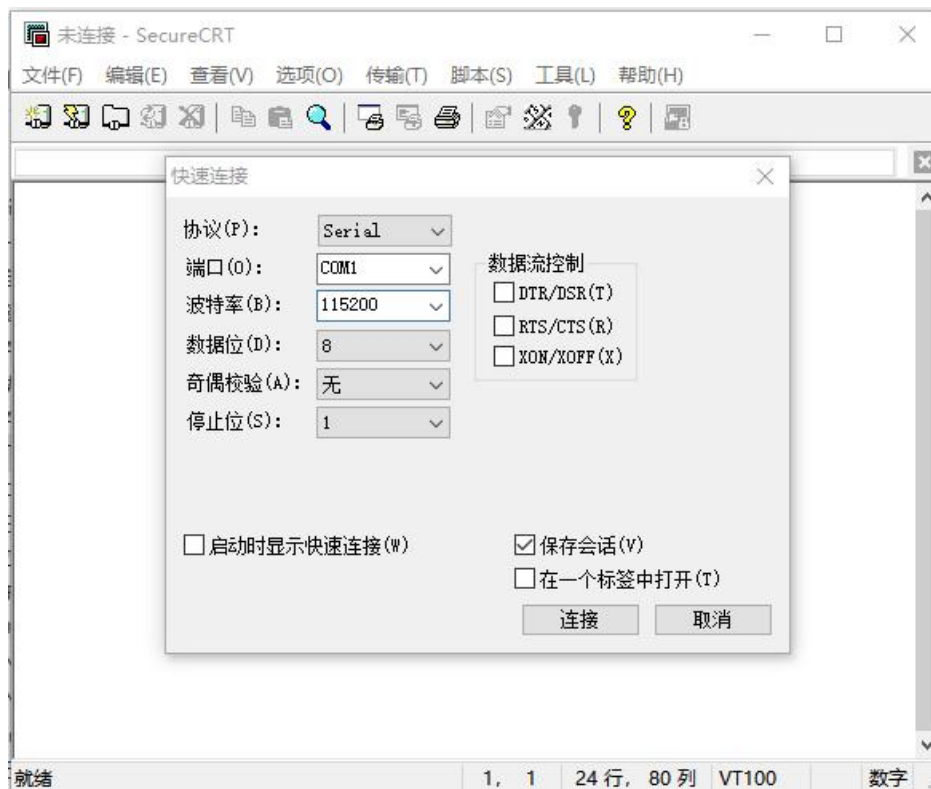 未连接 - SecureCRT
文件(F) 编辑(E) 查看(V) 选项(O) 传输(T) 脚本(S) 工具(L) 帮助(H)
快速连接
协议(P): Serial
端口(O): COM1
波特率(B): 115200
数据位(D): 8
奇偶校验(A): 无
停止位(S): 1
数据流控制
DTR/DSR(T)
RTS/CTS(R)
XON/XOFF(X)
启动时显示快速连接(W)
保存会话(V)
在一个标签中打开(T)
连接 取消
就绪 1, 1 24 行, 80 列 VT100 数字